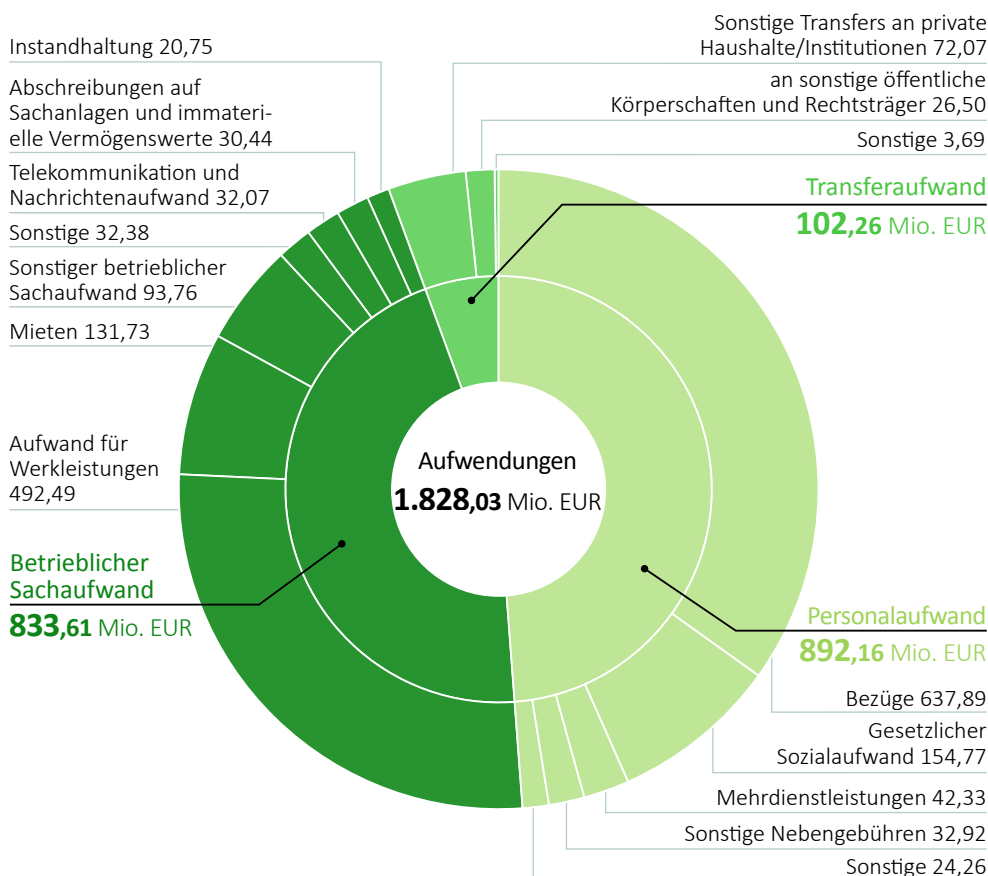 Instandhaltung 20,75
Abschreibungen auf
Sachanlagen und immateri-
elle Vermögenswerte 30,44
Telekommunikation und
Nachrichtenaufwand 32,07
Sonstige 32,38
Sonstiger betrieblicher
Sachaufwand 93,76
Mieten 131,73
Aufwand für
Werkleistungen
492,49
Betrieblicher
Sachaufwand
833,61 Mio. EUR
Aufwendungen
1.828,03 Mio. EUR
Sonstige Transfers an private
Haushalte/Institutionen 72,07
an sonstige öffentliche
Körperschaften und Rechtsträger 26,50
Sonstige 3,69
Transferaufwand
102,26 Mio. EUR
Personalaufwand
892,16 Mio. EUR
Bezüge 637,89
Gesetzlicher
Sozialaufwand 154,77
Mehrdienstleistungen 42,33
Sonstige Nebengebühren 32,92
Sonstige 24,26